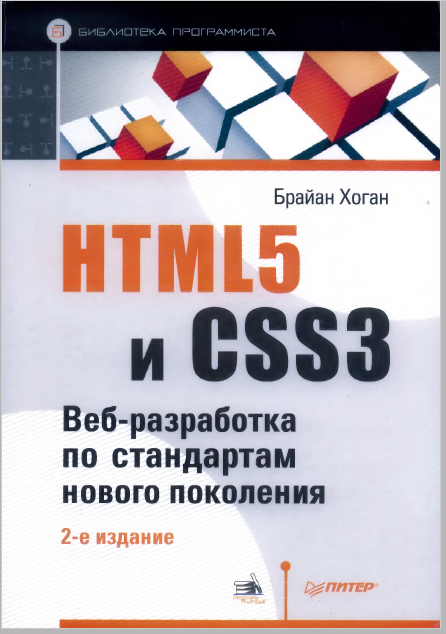 БИБЛИОТЕКА ПРОГРАММИСТА
Брайан Хоган
HTML5
и CSS3
Веб-разработка
по стандартам
нового поколения
2-е издание
ПИТЕР®